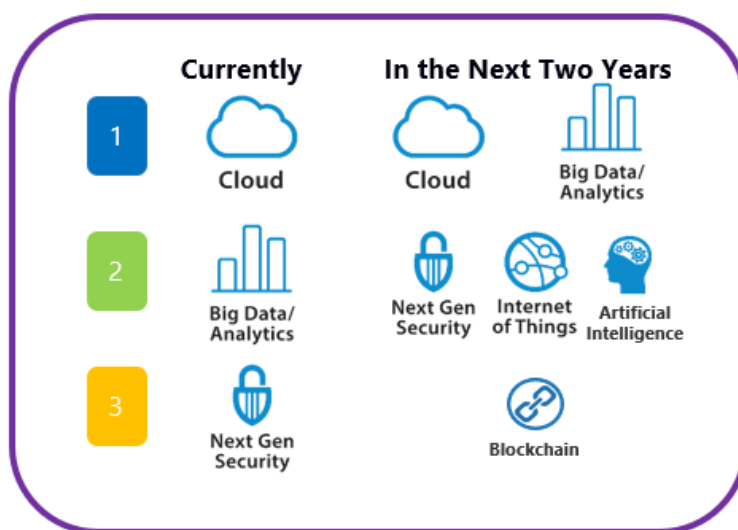 Currently
In the Next Two Years
1
Cloud
Cloud
Big Data/
Analytics
2
Big Data/
Analytics
Next Gen
Security
Internet
of Things
Artificial
Intelligence
3
Next Gen
Security
Blockchain